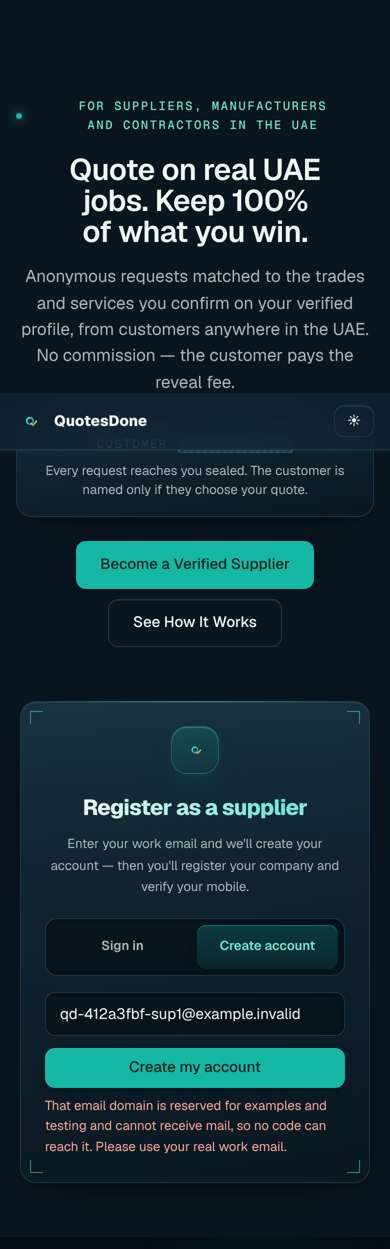 FOR SUPPLIERS, MANUFACTURERS
AND CONTRACTORS IN THE UAE
Quote on real UAE
jobs. Keep 100%
of what you win.
Anonymous requests matched to the trades
and services you confirm on your verified
profile, from customers anywhere in the UAE.
No commission — the customer pays the
reveal fee.
QuotesDone
CUSTOMER
Every request reaches you sealed. The customer is
named only if they choose your quote.
Become a Verified Supplier
See How It Works
Register as a supplier
Enter your work email and we'll create your
account — then you'll register your company and
verify your mobile.
Sign in
Create account
qd-412a3fbf-sup1@example.invalid
Create my account
That email domain is reserved for examples and
testing and cannot receive mail, so no code can
reach it. Please use your real work email.